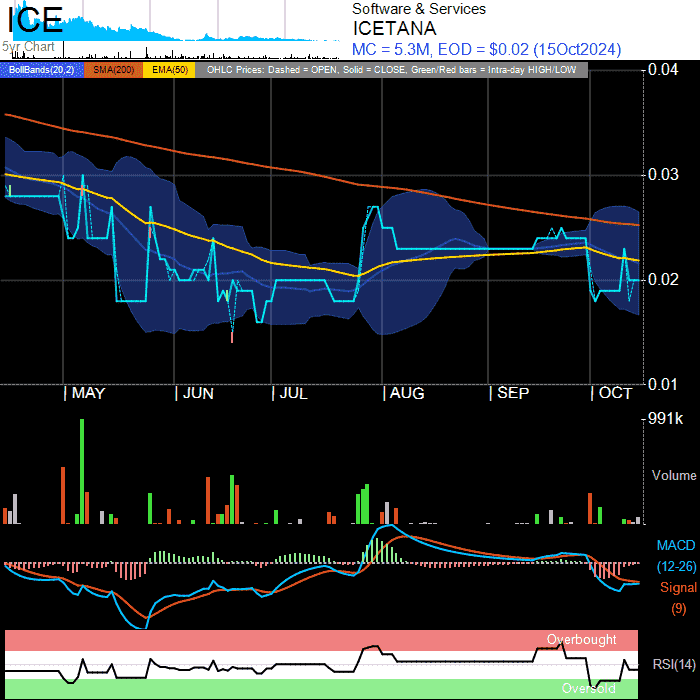 ICE
5yr Chart
Software & Services
ICETANA
MC = 5.3M, EOD = $0.02 (15Oct2024)
BollBands(20,2) SMA(200) EMA(50) OHLC Prices: Dashed = OPEN, Solid = CLOSE, Green/Red bars = Intra-day HIGH/LOW
0.04
0.03
0.02
0.01
| MAY | JUN | JUL | AUG | SEP | OCT
991k
Volume
MACD
(12-26)
Signal
(9)
Overbought
RSI(14)
Oversold